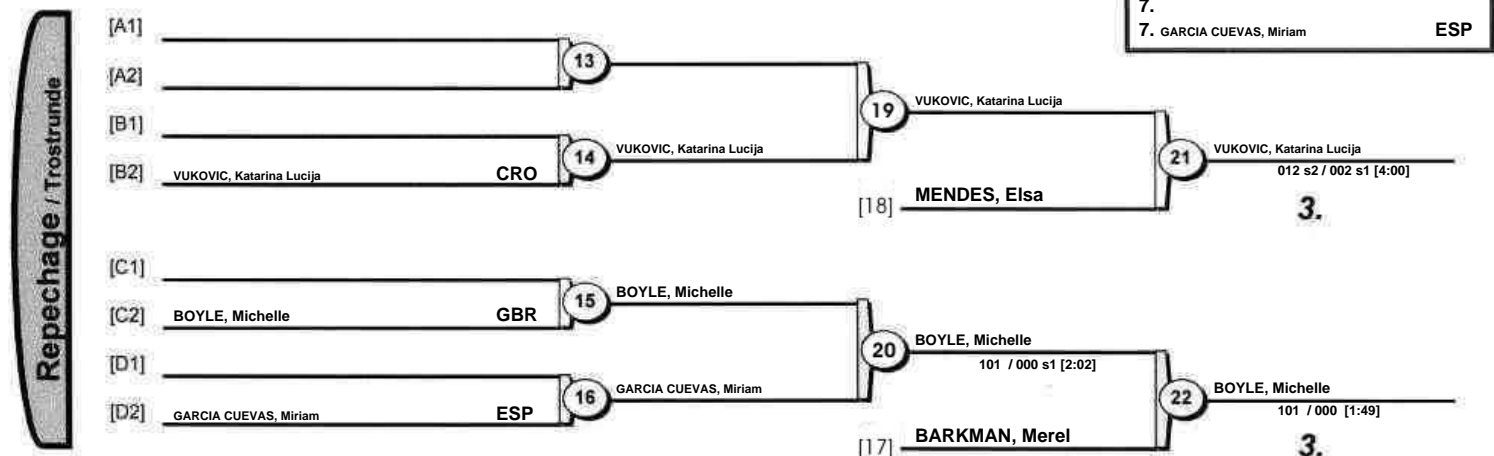 7.
7. GARCIA CUEVAS, Miriam ESP
Repechage / Trostrunde
[A1]
13
[A2]
19
VUKOVIC, Katarina Lucija
[B1]
14
VUKOVIC, Katarina Lucija
21
VUKOVIC, Katarina Lucija
012 s2 / 002 s1 [4:00]
[B2] VUKOVIC, Katarina Lucija CRO
[18] MENDES, Elsa
3.
[C1]
15
BOYLE, Michelle
[C2] BOYLE, Michelle GBR
20
BOYLE, Michelle
101 / 000 s1 [2:02]
[D1]
16
GARCIA CUEVAS, Miriam
22
BOYLE, Michelle
101 / 000 [1:49]
[D2] GARCIA CUEVAS, Miriam ESP
[17] BARKMAN, Merel
3.